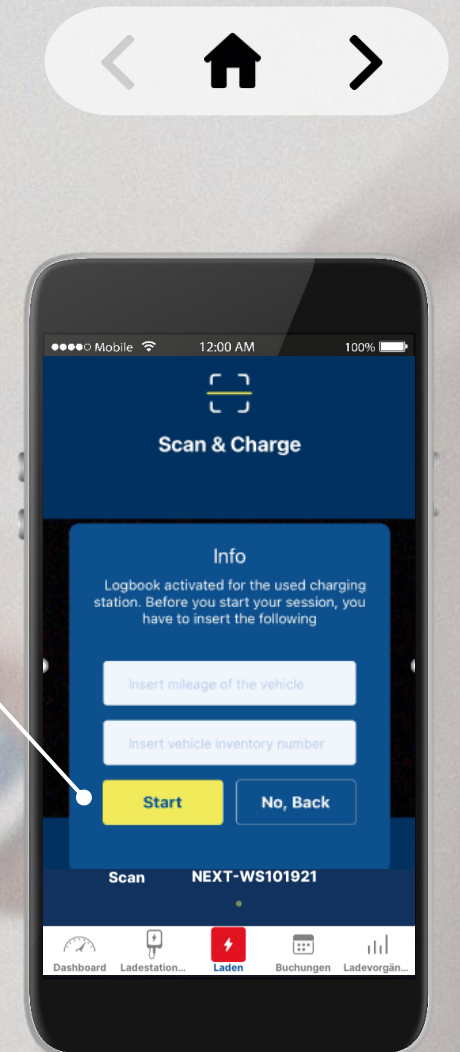 Mobile 12:00 AM 100%
Scan & Charge
Info
Logbook activated for the used charging
station. Before you start your session, you
have to insert the following
Insert mileage of the vehicle
Insert vehicle inventory number
Start No, Back
Scan NEXT-WS101921
Dashboard Ladestation... Laden Buchungen Ladevorgän...